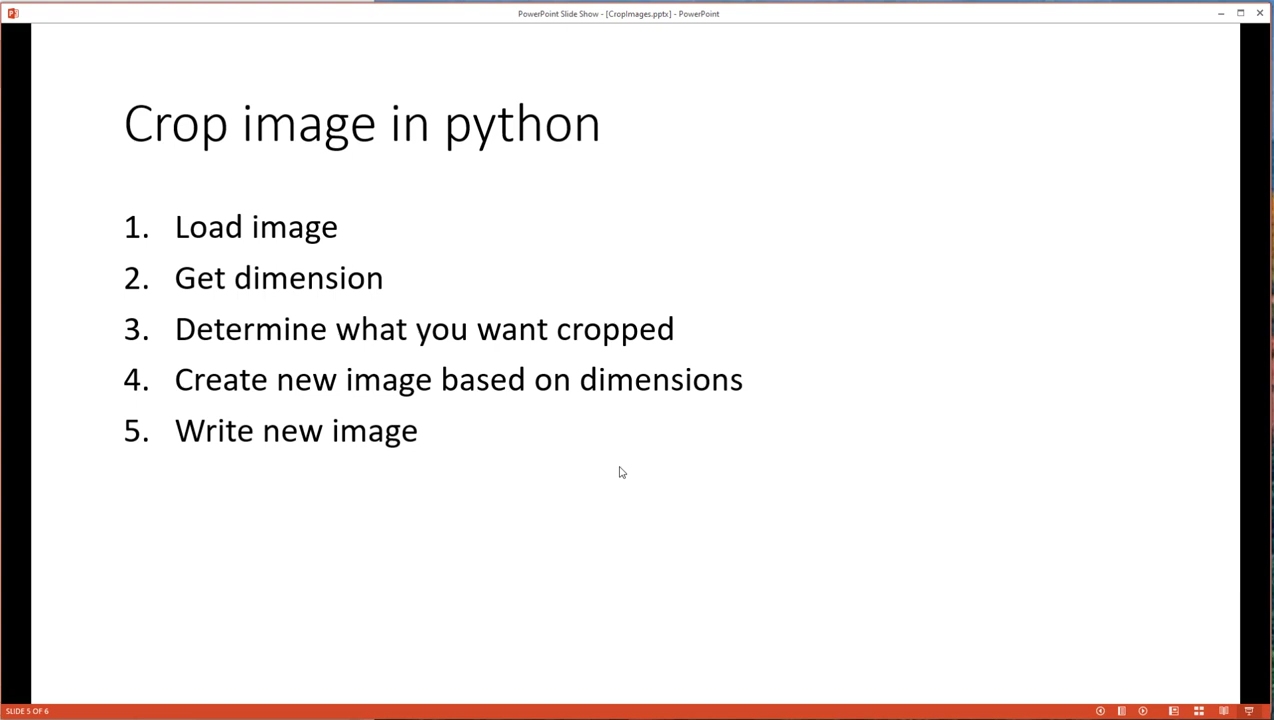 PowerPoint Slide Show - [CropImages.pptx] - PowerPoint
Crop image in python
1. Load image
2. Get dimension
3. Determine what you want cropped
4. Create new image based on dimensions
5. Write new image
SLIDE 5 OF 6